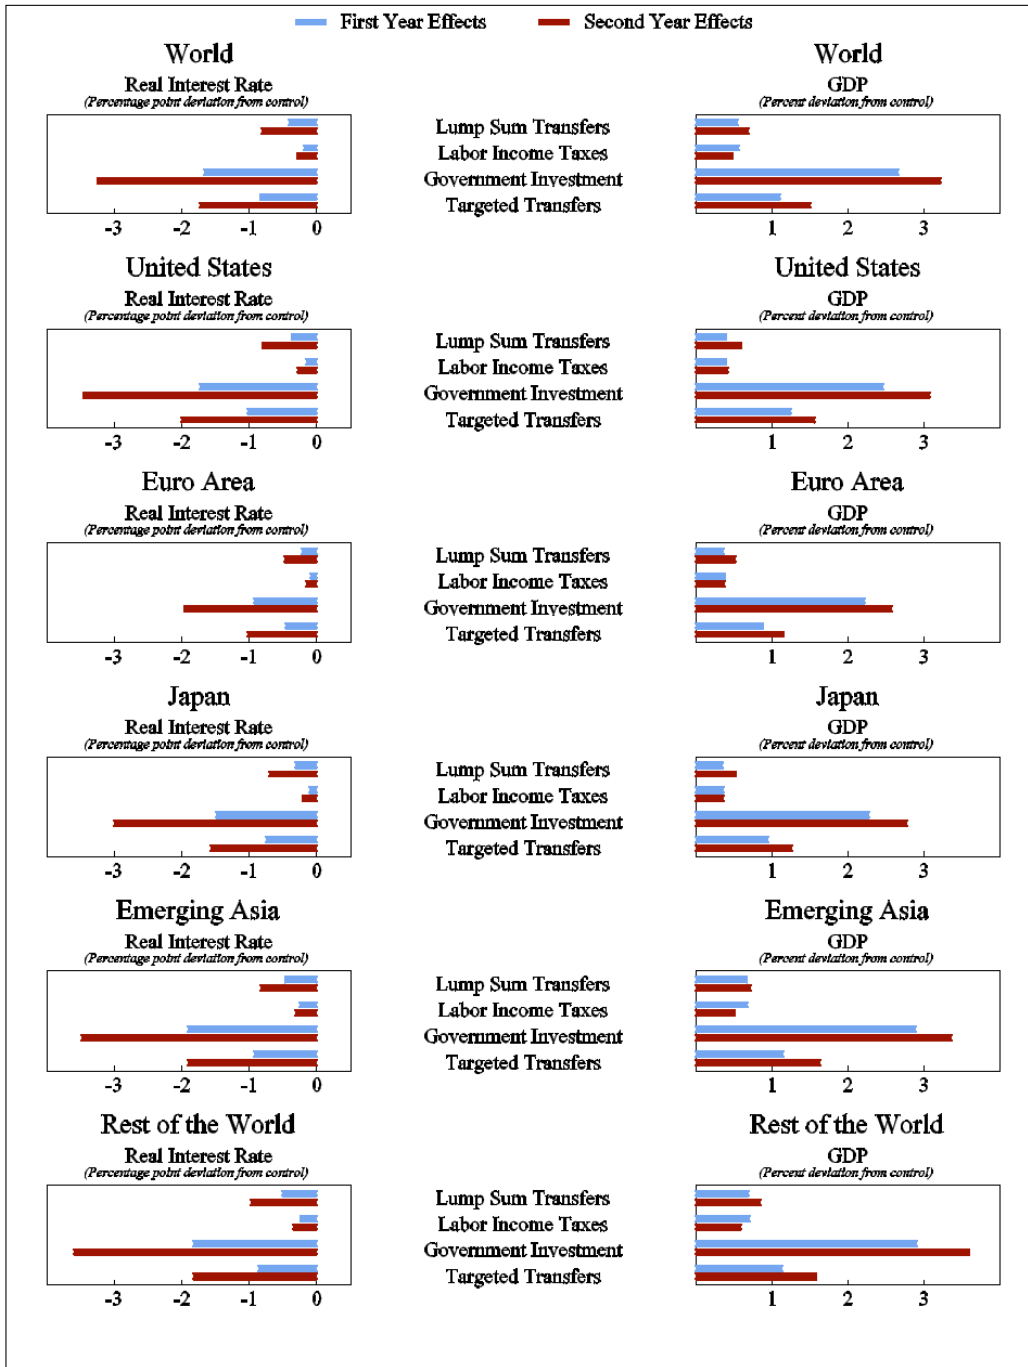 First Year Effects Second Year Effects
World World
Real Interest Rate GDP
(Percentage point deviation from control) (Percent deviation from control)
Lump Sum Transfers
Labor Income Taxes
Government Investment
Targeted Transfers
-3 -2 -1 0 1 2 3
United States United States
Real Interest Rate GDP
(Percentage point deviation from control) (Percent deviation from control)
Lump Sum Transfers
Labor Income Taxes
Government Investment
Targeted Transfers
-3 -2 -1 0 1 2 3
Euro Area Euro Area
Real Interest Rate GDP
(Percentage point deviation from control) (Percent deviation from control)
Lump Sum Transfers
Labor Income Taxes
Government Investment
Targeted Transfers
-3 -2 -1 0 1 2 3
Japan Japan
Real Interest Rate GDP
(Percentage point deviation from control) (Percent deviation from control)
Lump Sum Transfers
Labor Income Taxes
Government Investment
Targeted Transfers
-3 -2 -1 0 1 2 3
Emerging Asia Emerging Asia
Real Interest Rate GDP
(Percentage point deviation from control) (Percent deviation from control)
Lump Sum Transfers
Labor Income Taxes
Government Investment
Targeted Transfers
-3 -2 -1 0 1 2 3
Rest of the World Rest of the World
Real Interest Rate GDP
(Percentage point deviation from control) (Percent deviation from control)
Lump Sum Transfers
Labor Income Taxes
Government Investment
Targeted Transfers
-3 -2 -1 0 1 2 3